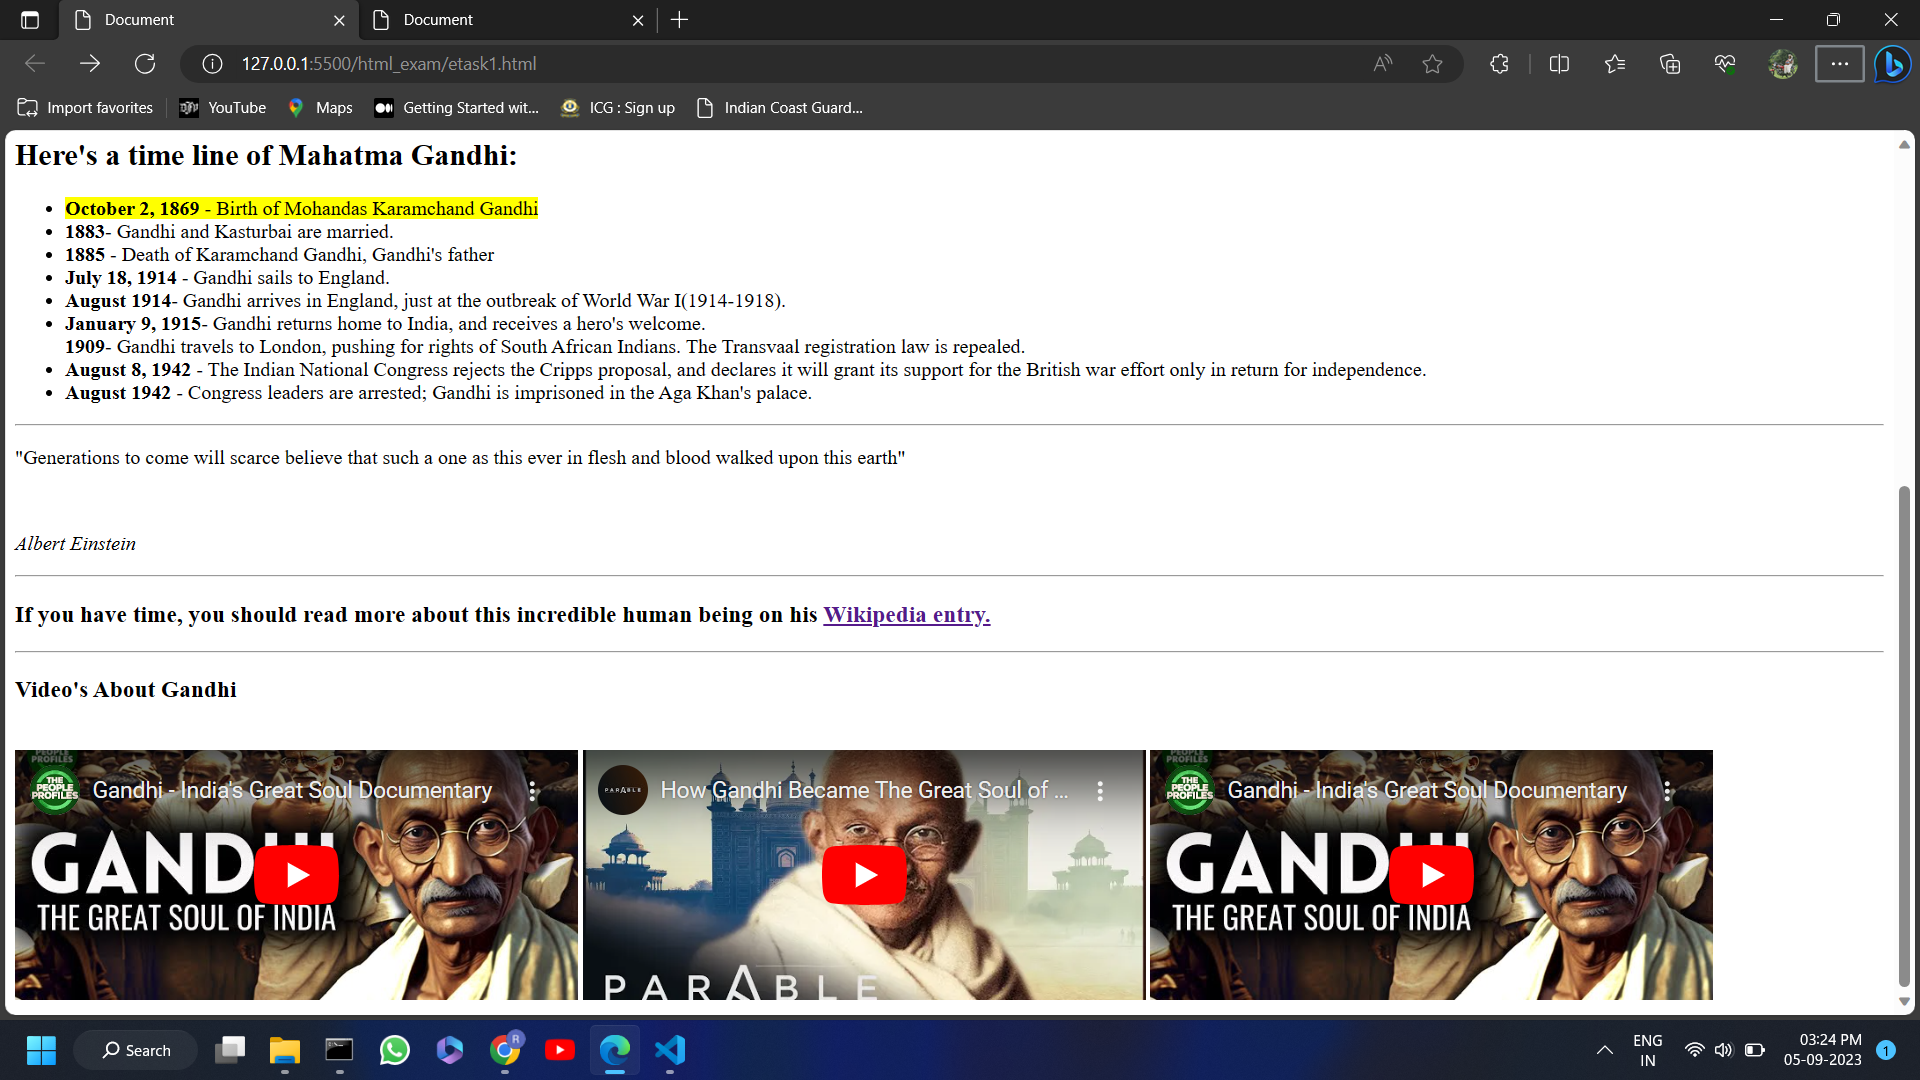 Document
Document
127.0.0.1:5500/html_exam/etask1.html
Import favorites
YouTube
Maps
Getting Started wit...
ICG : Sign up
Indian Coast Guard...
Here's a time line of Mahatma Gandhi:
October 2, 1869 - Birth of Mohandas Karamchand Gandhi
1883- Gandhi and Kasturbai are married.
1885 - Death of Karamchand Gandhi, Gandhi's father
July 18, 1914 - Gandhi sails to England.
August 1914- Gandhi arrives in England, just at the outbreak of World War I(1914-1918).
January 9, 1915- Gandhi returns home to India, and receives a hero's welcome.
1909- Gandhi travels to London, pushing for rights of South African Indians. The Transvaal registration law is repealed.
August 8, 1942 - The Indian National Congress rejects the Cripps proposal, and declares it will grant its support for the British war effort only in return for independence.
August 1942 - Congress leaders are arrested; Gandhi is imprisoned in the Aga Khan's palace.
"Generations to come will scarce believe that such a one as this ever in flesh and blood walked upon this earth"
Albert Einstein
If you have time, you should read more about this incredible human being on his Wikipedia entry.
Video's About Gandhi
PEOPLE
PROFILES
THE
PEOPLE
PROFILES
Gandhi - India's Great Soul Documentary
GANDHI
THE GREAT SOUL OF INDIA
PARABLE
How Gandhi Became The Great Soul of ...
PARABLE
PEOPLE
PROFILES
THE
PEOPLE
PROFILES
Gandhi - India's Great Soul Documentary
GANDHI
THE GREAT SOUL OF INDIA
Search
R
ENG
IN
03:24 PM
05-09-2023
1